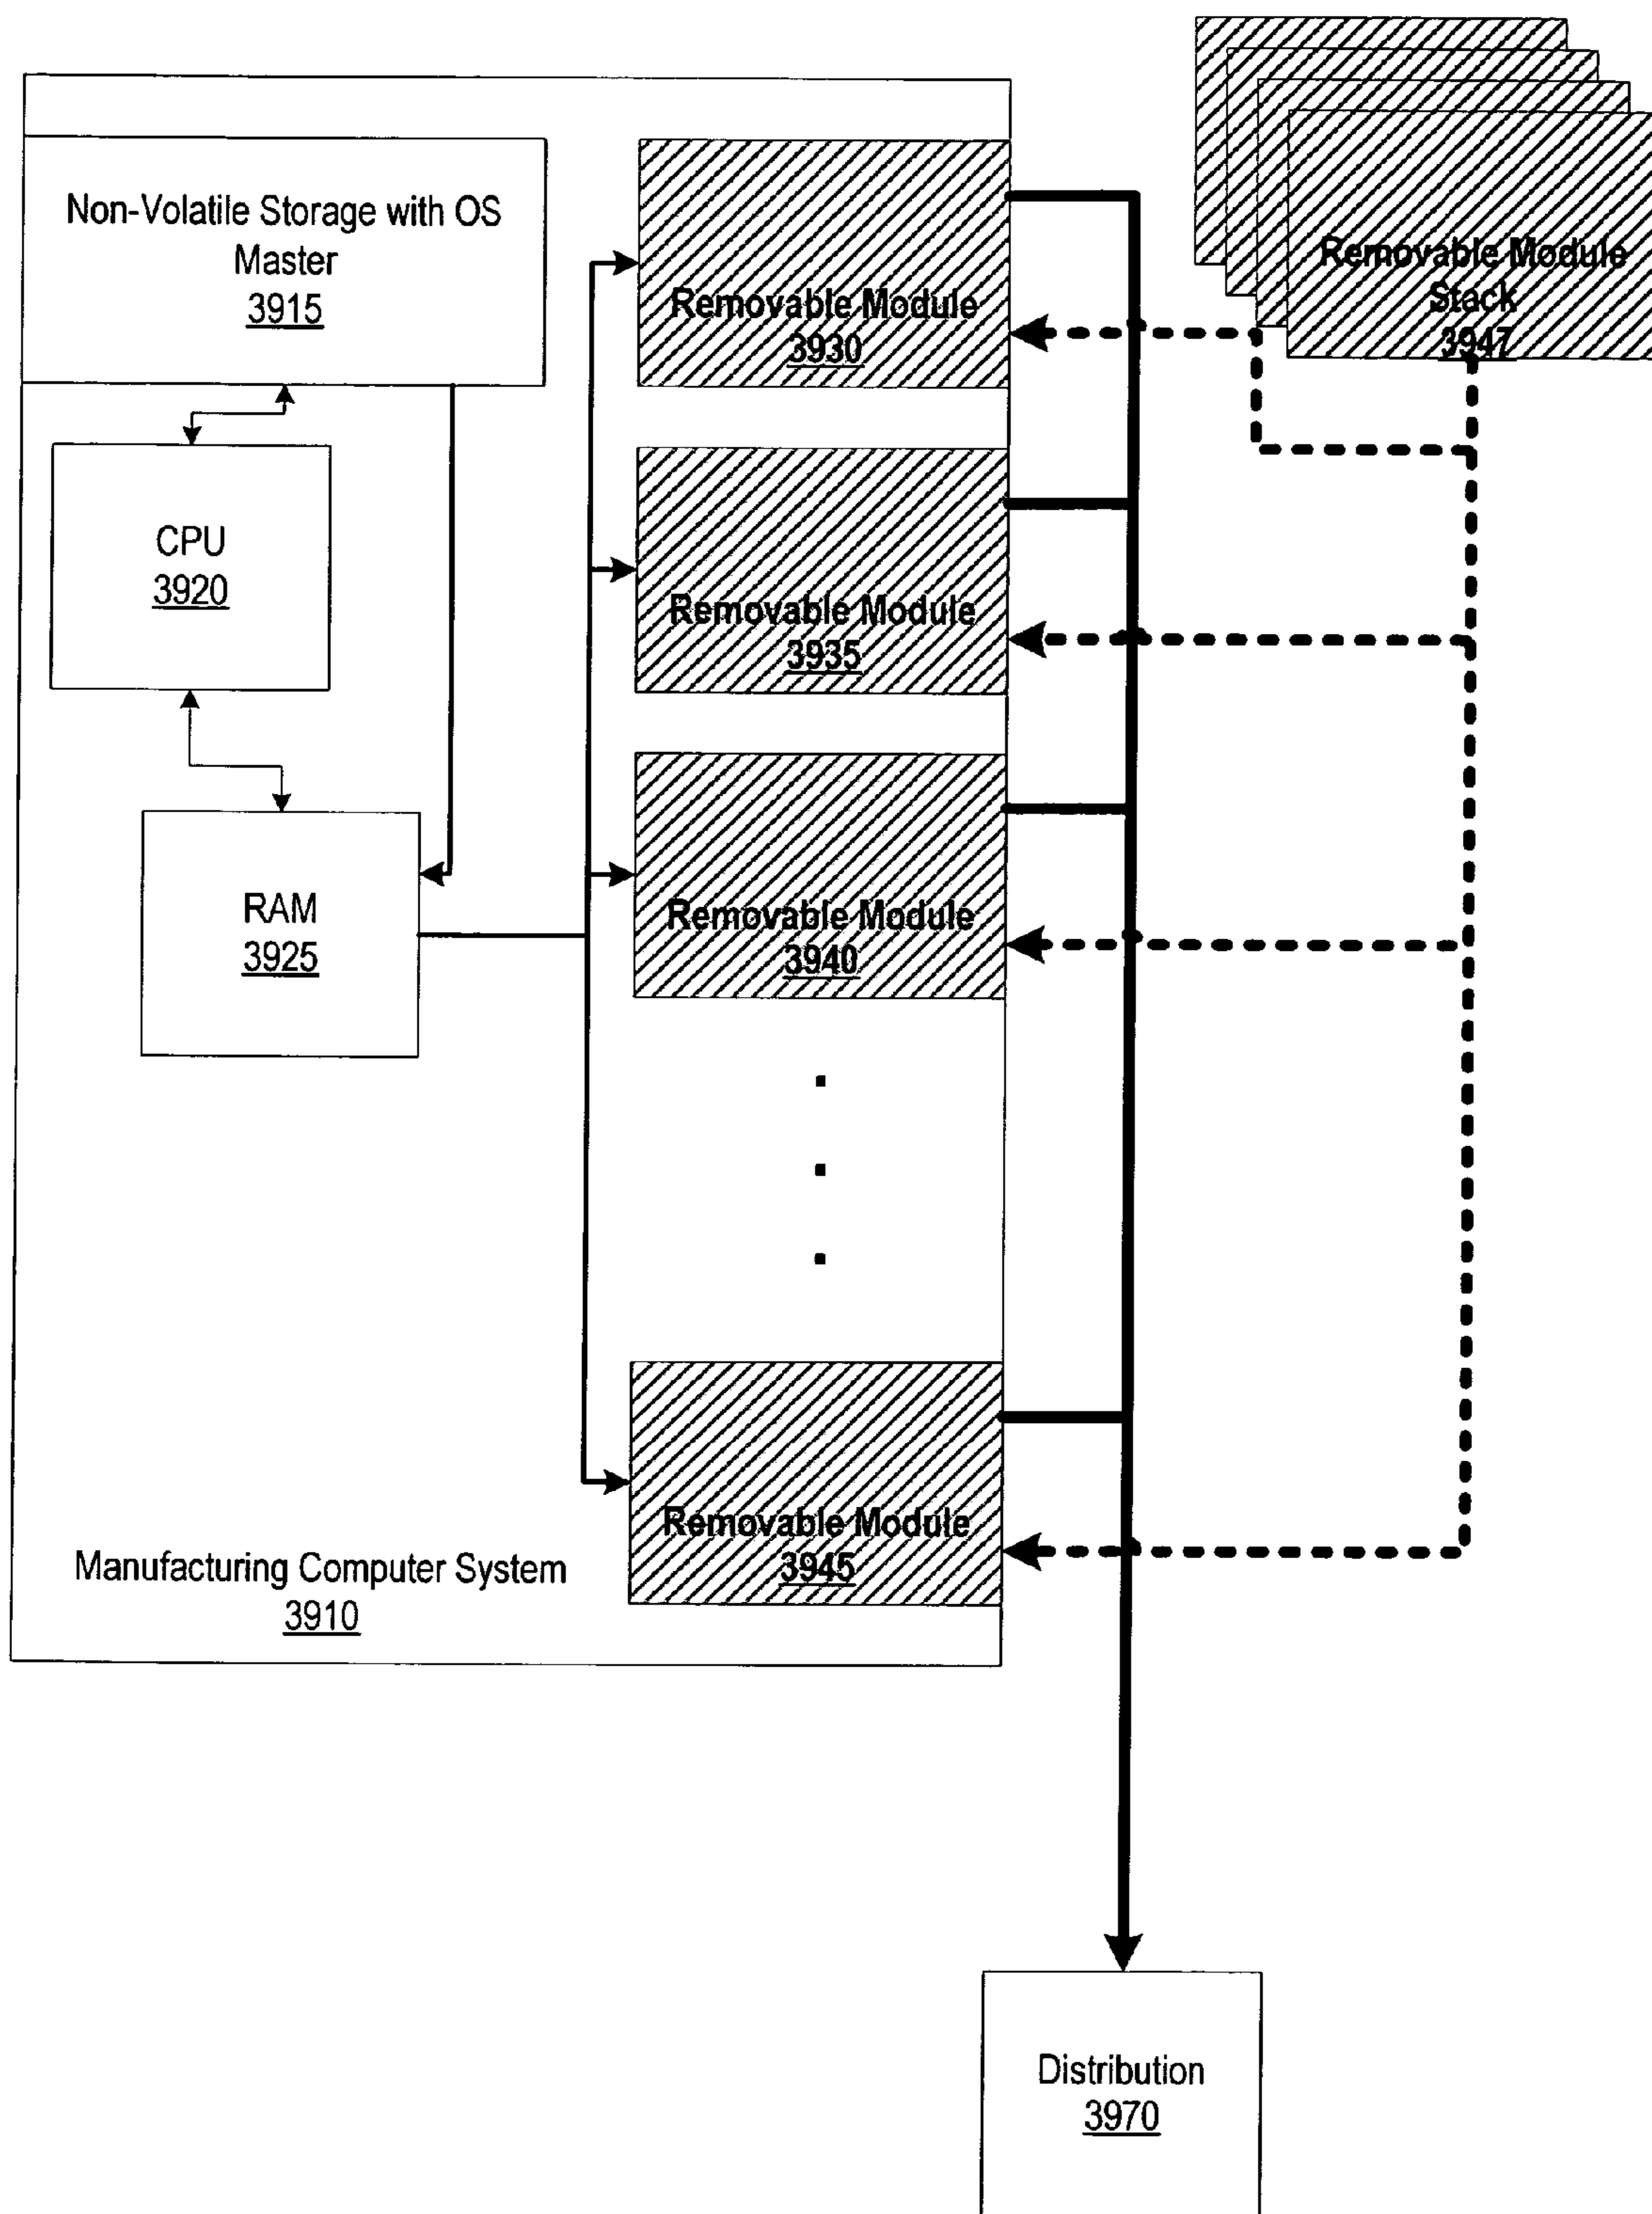 Non-Volatile Storage with OS
Master
3915
CPU
3920
RAM
3925
Removable Module
3930
Removable Module
3935
Removable Module
3940
Removable Module
3945
Manufacturing Computer System
3910
Removable Module
Stack
3947
Distribution
3970